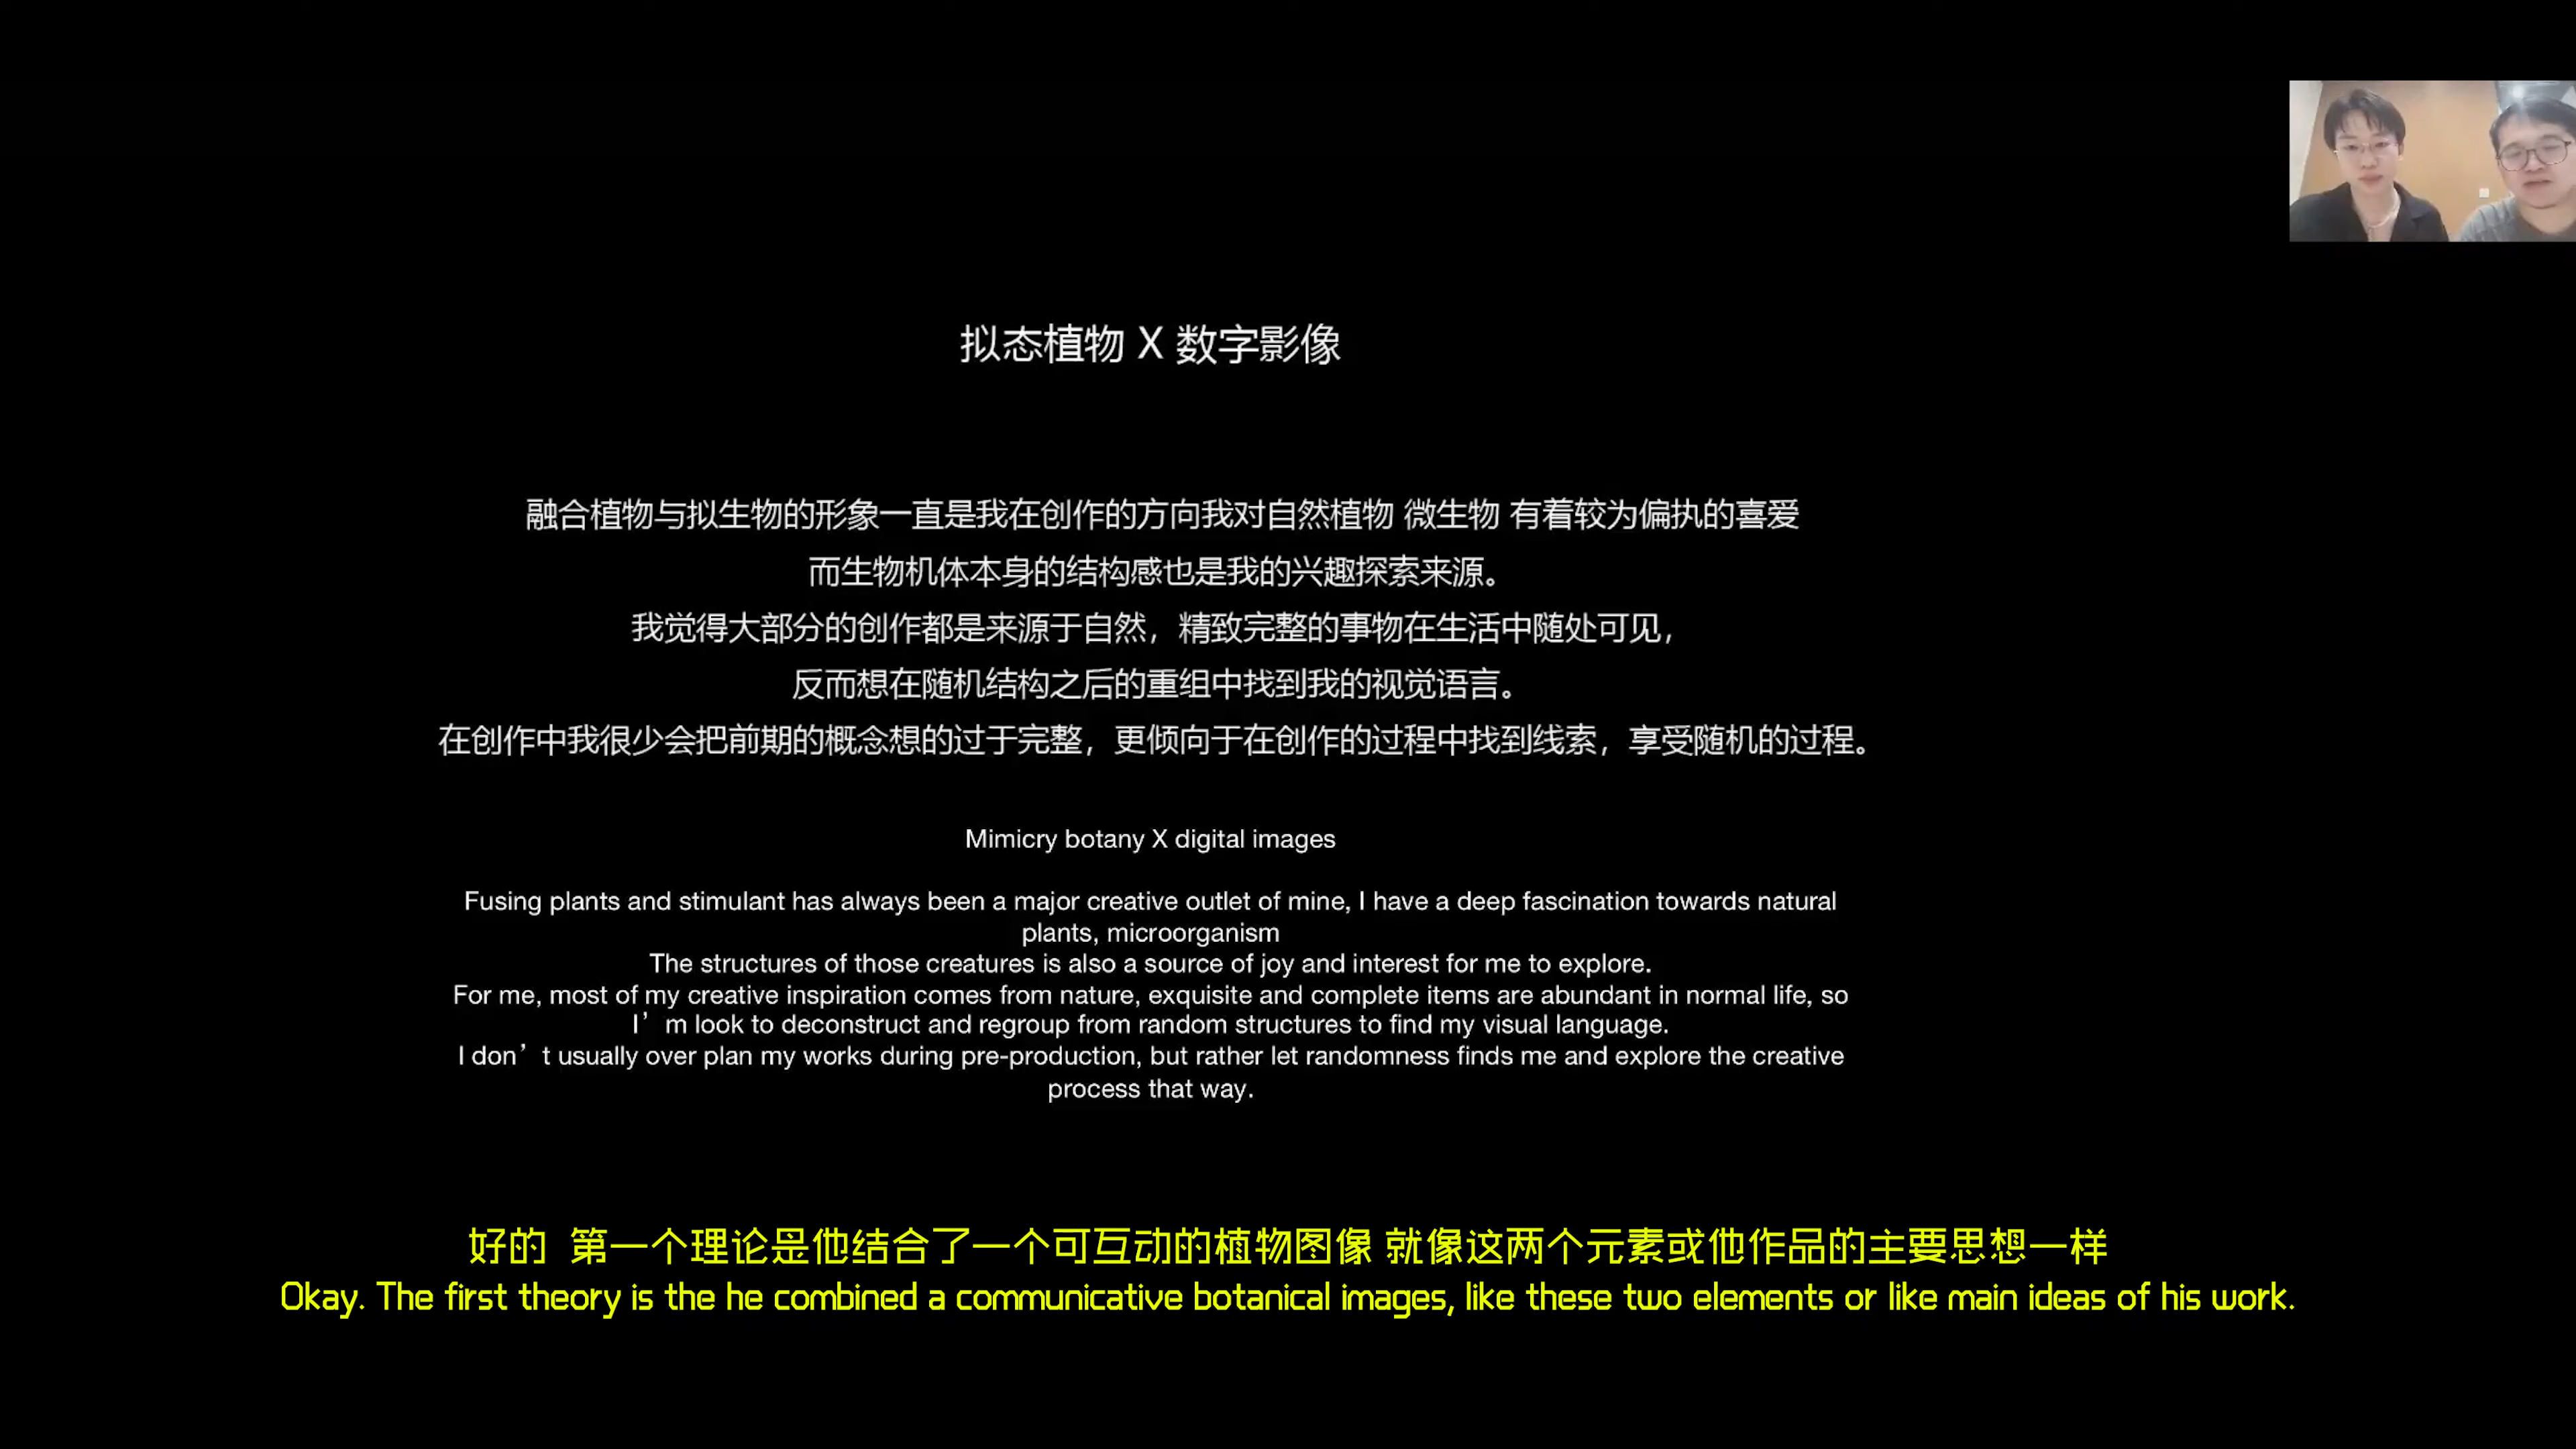 拟态植物 X 数字影像
融合植物与拟生物的形象一直是我在创作的方向我对自然植物 微生物 有着较为偏执的喜爱
而生物机体本身的结构感也是我的兴趣探索来源。
我觉得大部分的创作都是来源于自然，精致完整的事物在生活中随处可见，
反而想在随机结构之后的重组中找到我的视觉语言。
在创作中我很少会把前期的概念想的过于完整，更倾向于在创作的过程中找到线索，享受随机的过程。
Mimicry botany X digital images
Fusing plants and stimulant has always been a major creative outlet of mine, I have a deep fascination towards natural
plants, microorganism
The structures of those creatures is also a source of joy and interest for me to explore.
For me, most of my creative inspiration comes from nature, exquisite and complete items are abundant in normal life, so
I’m look to deconstruct and regroup from random structures to find my visual language.
I don’t usually over plan my works during pre-production, but rather let randomness finds me and explore the creative
process that way.
好的 第一个理论是他结合了一个可互动的植物图像 就像这两个元素或他作品的主要思想一样
Okay. The first theory is the he combined a communicative botanical images, like these two elements or like main ideas of his work.